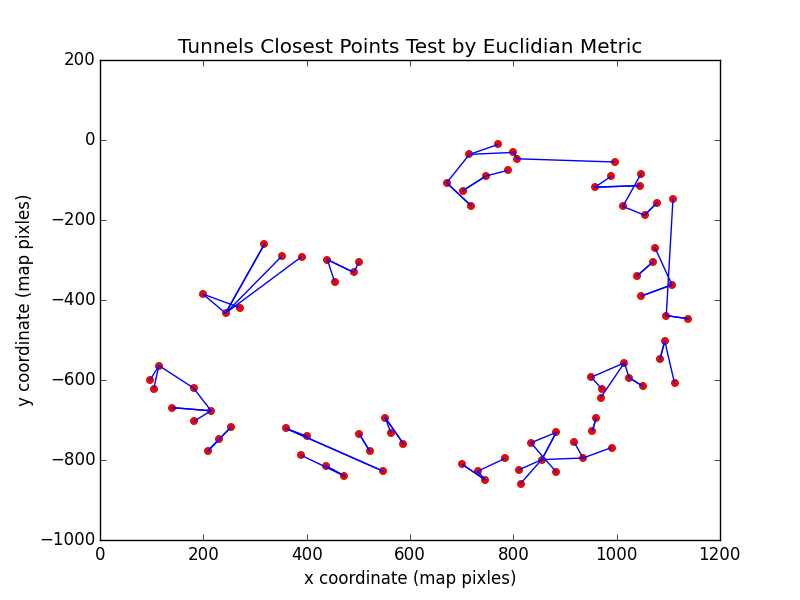 Tunnels Closest Points Test by Euclidian Metric
200
0
−200
−400
−600
−800
−1000
y coordinate (map pixles)
0 200 400 600 800 1000 1200
x coordinate (map pixles)